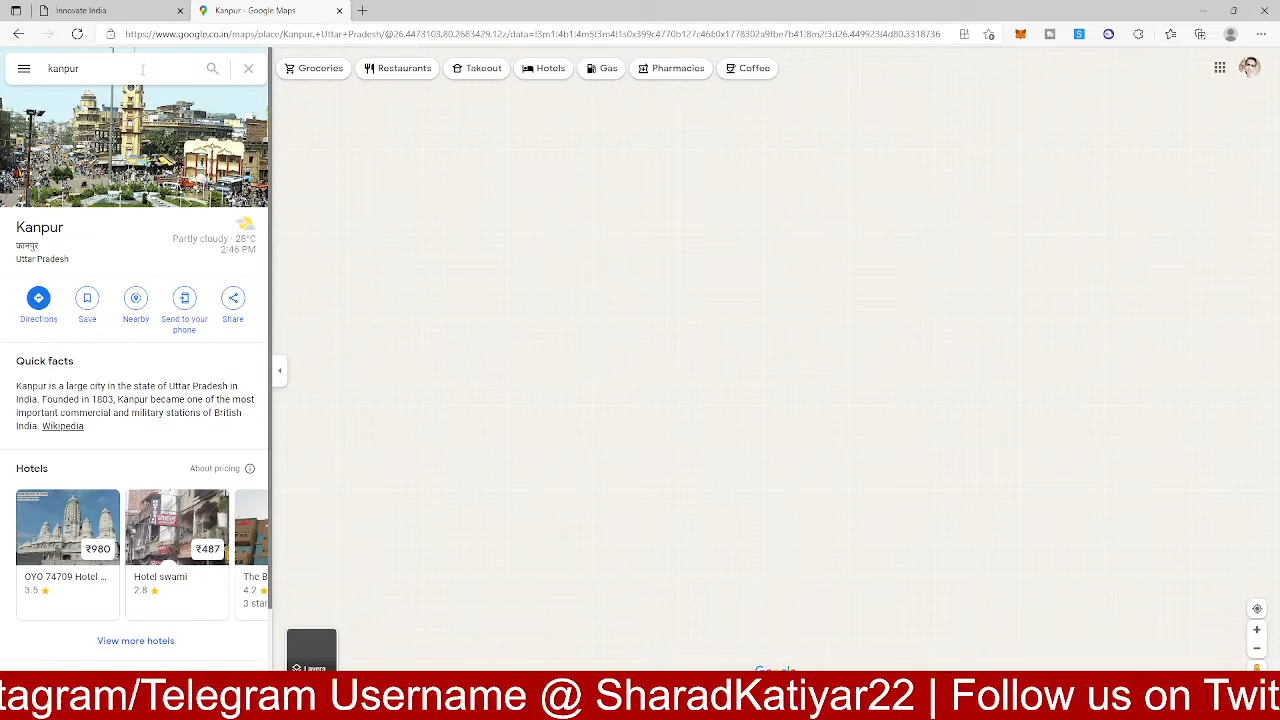 Innovate India
Kanpur - Google Maps
https://www.google.co.in/maps/place/Kanpur,+Uttar+Pradesh/@26.4473103,80.2683429,12z/data=!3m1!4b1!4m5!3m4!1s0x399c4770b127c46f:0x1778302a9fbe7b41!8m2!3d26.449923!4d80.3318736
kanpur
Groceries
Restaurants
Takeout
Hotels
Gas
Pharmacies
Coffee
Kanpur
कानपुर
Uttar Pradesh
Partly cloudy · 28°C
2:46 PM
Directions
Save
Nearby
Send to your
phone
Share
Quick facts
Kanpur is a large city in the state of Uttar Pradesh in
India. Founded in 1803, Kanpur became one of the most
important commercial and military stations of British
India. Wikipedia
Hotels
About pricing
₹980
₹487
OYO 74709 Hotel ...
3.5
Hotel swami
2.8
The B
4.2
3 star
View more hotels
Layers
Google
tagram/Telegram Username @ SharadKatiyar22 | Follow us on Twit